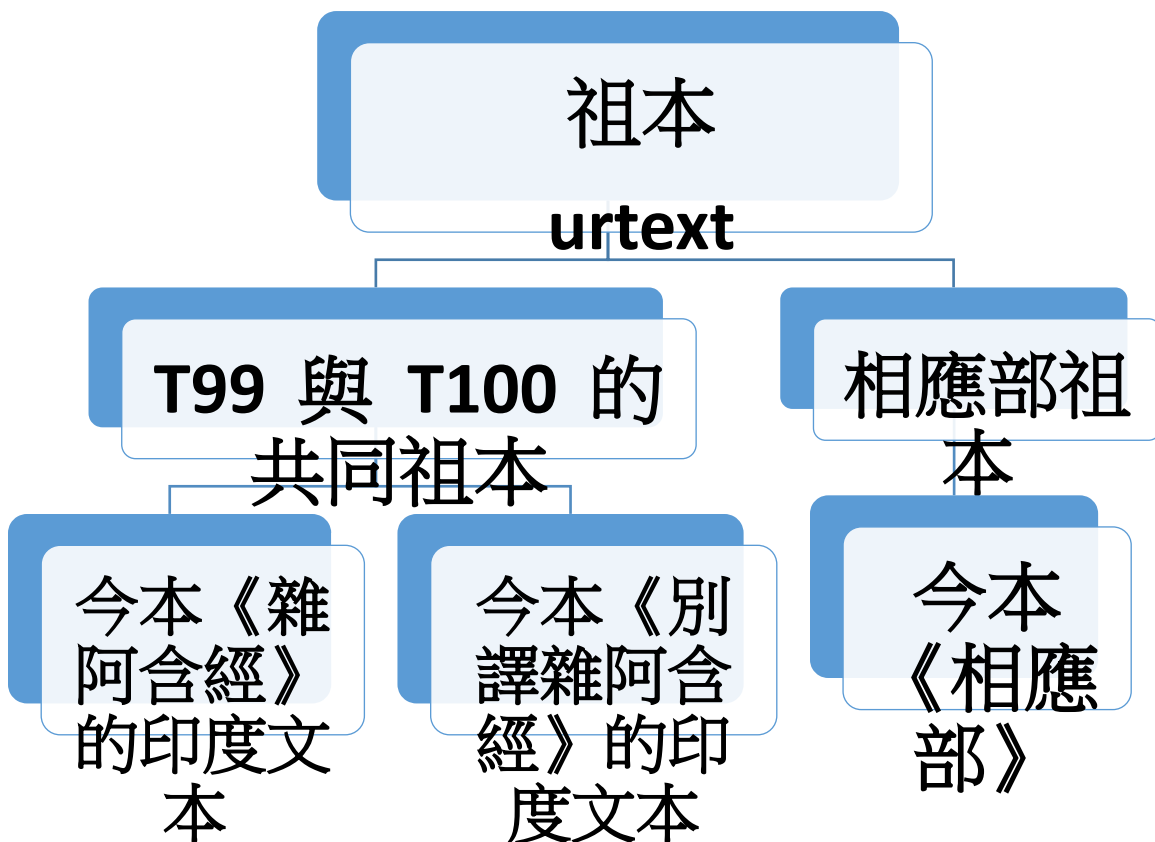 祖本
urtext
T99 與 T100 的
共同祖本
相應部祖
本
今本《雜
阿含經》
的印度文
本
今本《別
譯雜阿含
經》的印
度文本
今本
《相應
部》